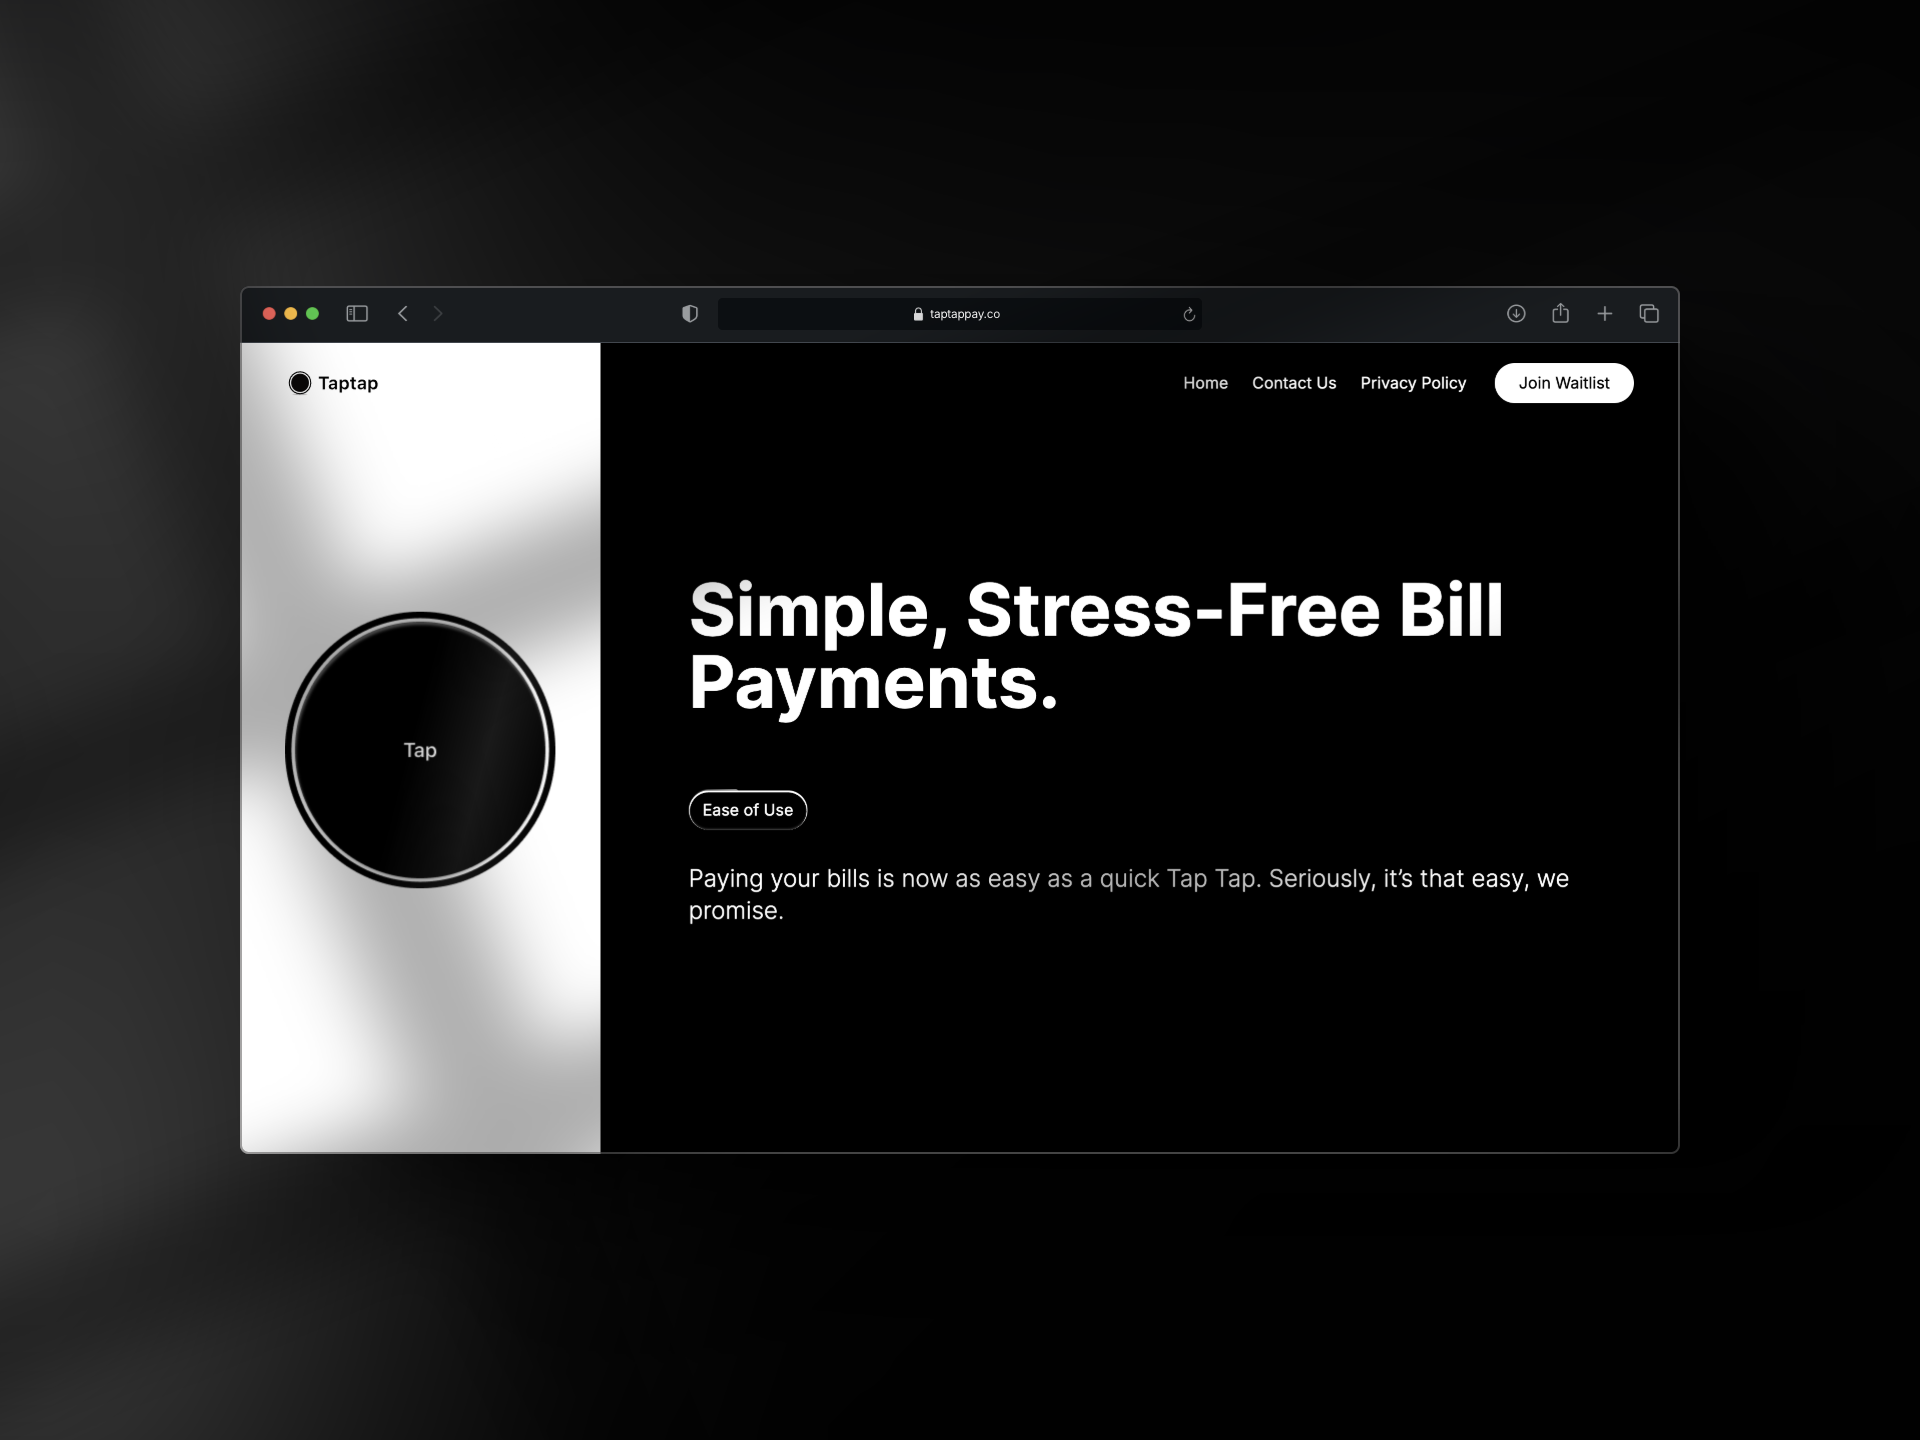 taptappay.co
Taptap
Home Contact Us Privacy Policy Join Waitlist
Simple, Stress-Free Bill
Payments.
Tap
Ease of Use
Paying your bills is now as easy as a quick Tap Tap. Seriously, it’s that easy, we
promise.